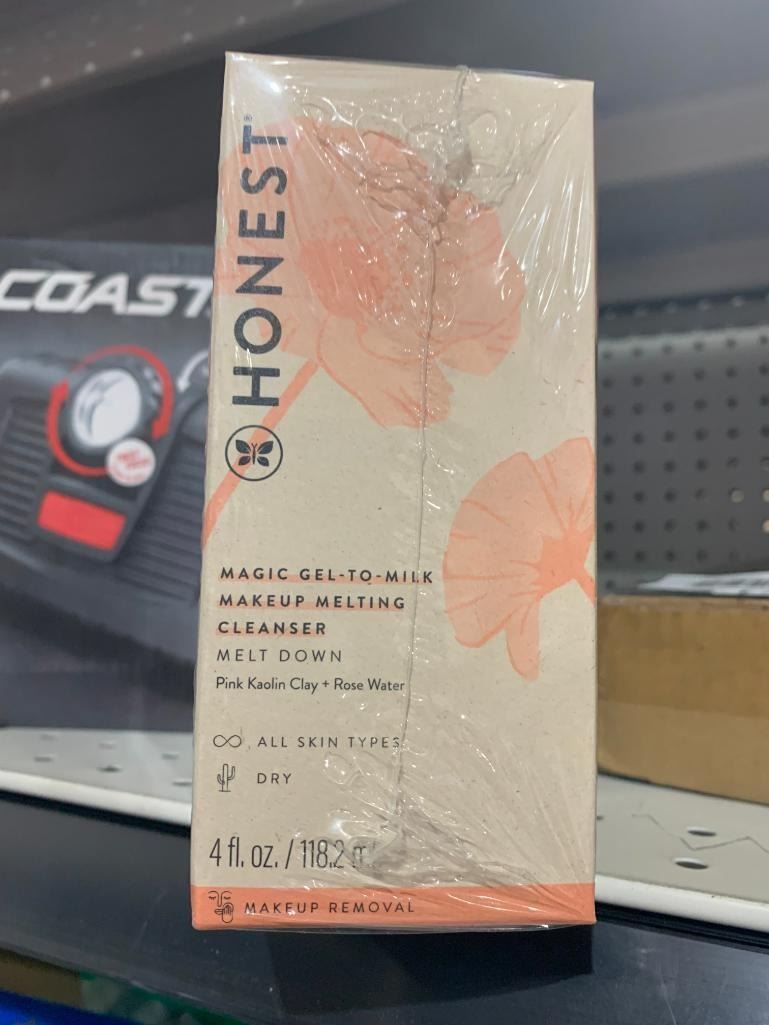 HONEST®
MAGIC GEL-TO-MILK
MAKEUP MELTING
CLEANSER
MELT DOWN
Pink Kaolin Clay + Rose Water
ALL SKIN TYPES
DRY
4 fl. oz. / 118.2
MAKEUP REMOVAL
COAST